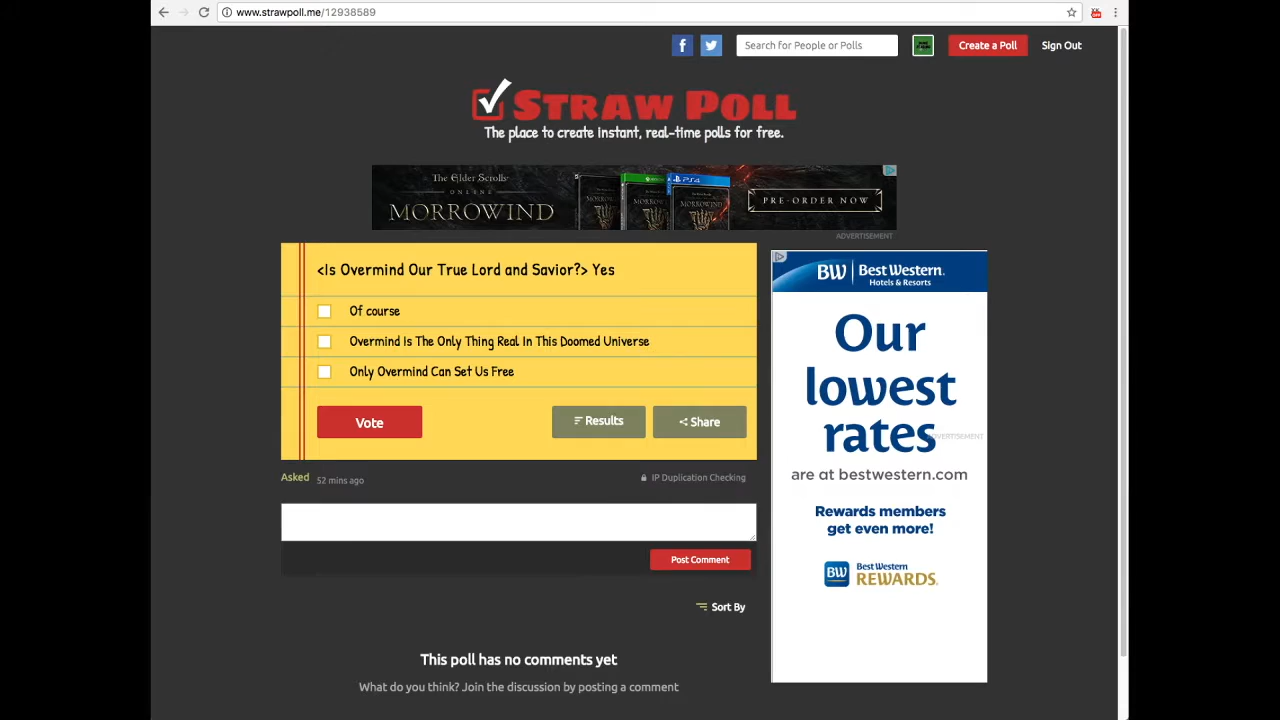 www.strawpoll.me/12938589
Search for People or Polls
Create a Poll
Sign Out
STRAW POLL
The place to create instant, real-time polls for free.
The Elder Scrolls
ONLINE
MORROWIND
PS4
PRE-ORDER NOW
ADVERTISEMENT
<Is Overmind Our True Lord and Savior?> Yes
Of course
Overmind Is The Only Thing Real In This Doomed Universe
Only Overmind Can Set Us Free
Vote
Results
Share
Asked 52 mins ago
IP Duplication Checking
Post Comment
Sort By
This poll has no comments yet
What do you think? Join the discussion by posting a comment
BW Best Western.
Hotels & Resorts
Our
lowest
rates
ADVERTISEMENT
are at bestwestern.com
Rewards members
get even more!
BW Best Western
REWARDS.